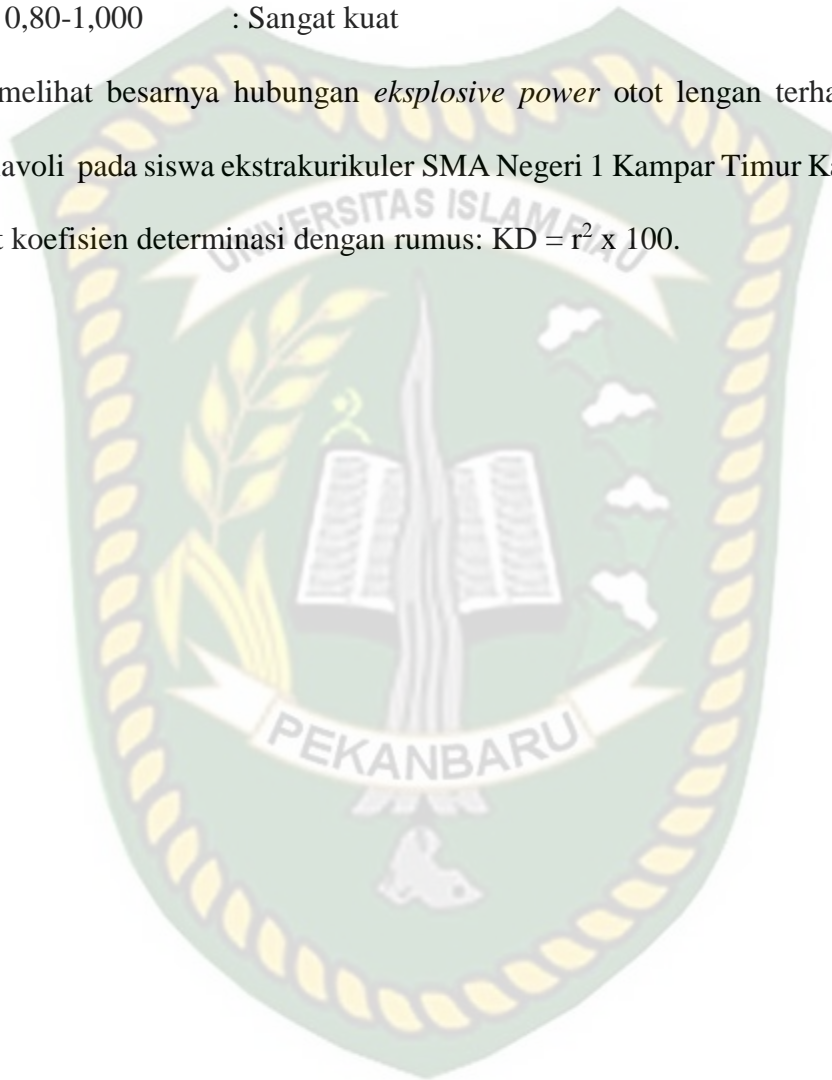 0,80-1,000 : Sangat kuat
melihat besarnya hubungan eksplosive power otot lengan terha
avoli pada siswa ekstrakurikuler SMA Negeri 1 Kampar Timur Ka
koefisien determinasi dengan rumus: KD = r² x 100.
UNIVERSITAS ISLAM RIAU
PEKANBARU